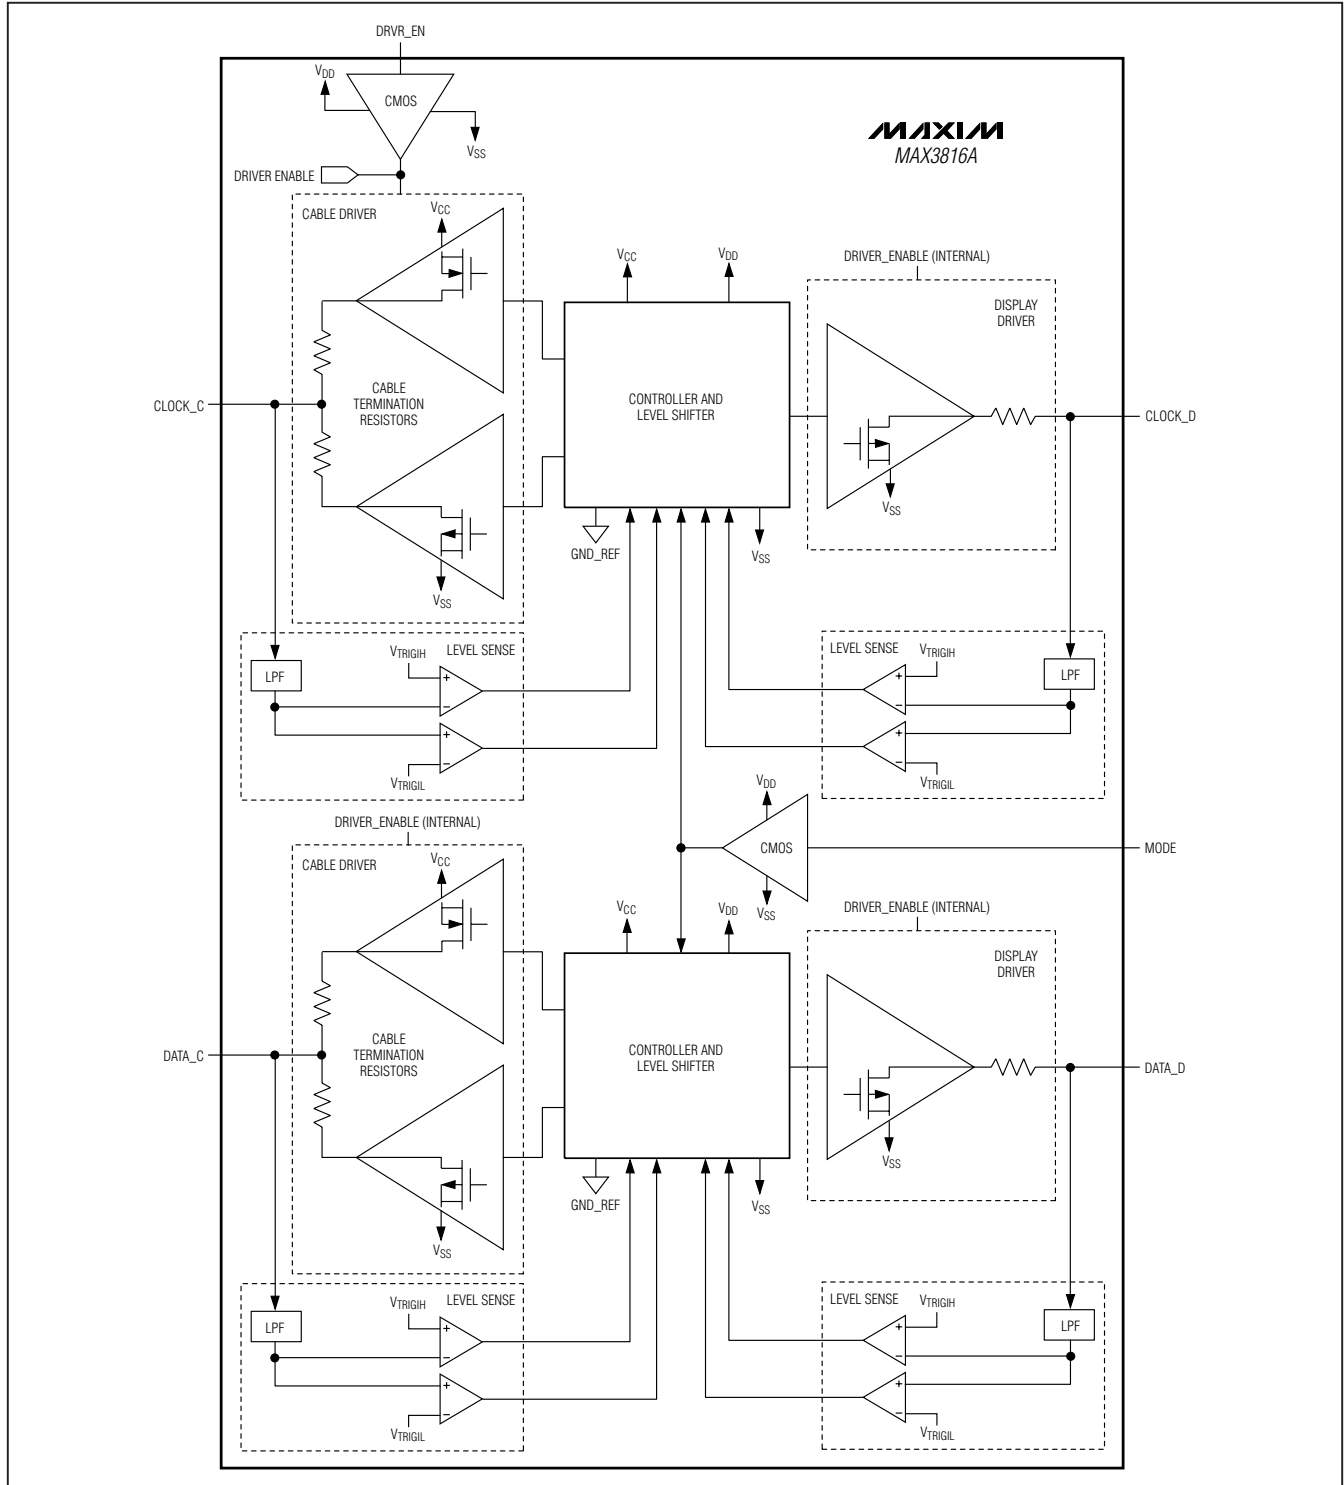 DRVR_EN
VDD
CMOS
VSS
MAXIM
MAX3816A
DRIVER ENABLE
CABLE DRIVER
VCC
CABLE
TERMINATION
RESISTORS
VSS
CLOCK_C
VCC
VDD
CONTROLLER AND
LEVEL SHIFTER
GND_REF
VSS
DRIVER_ENABLE (INTERNAL)
DISPLAY
DRIVER
VSS
CLOCK_D
LEVEL SENSE
VTRIGIH
LPF
+
−
+
−
VTRIGIL
LEVEL SENSE
VTRIGIH
LPF
+
−
+
−
VTRIGIL
VDD
CMOS
VSS
MODE
DRIVER_ENABLE (INTERNAL)
CABLE DRIVER
VCC
CABLE
TERMINATION
RESISTORS
VSS
DATA_C
VCC
VDD
CONTROLLER AND
LEVEL SHIFTER
GND_REF
VSS
DRIVER_ENABLE (INTERNAL)
DISPLAY
DRIVER
VSS
DATA_D
LEVEL SENSE
VTRIGIH
LPF
+
−
+
−
VTRIGIL
LEVEL SENSE
VTRIGIH
LPF
+
−
+
−
VTRIGIL